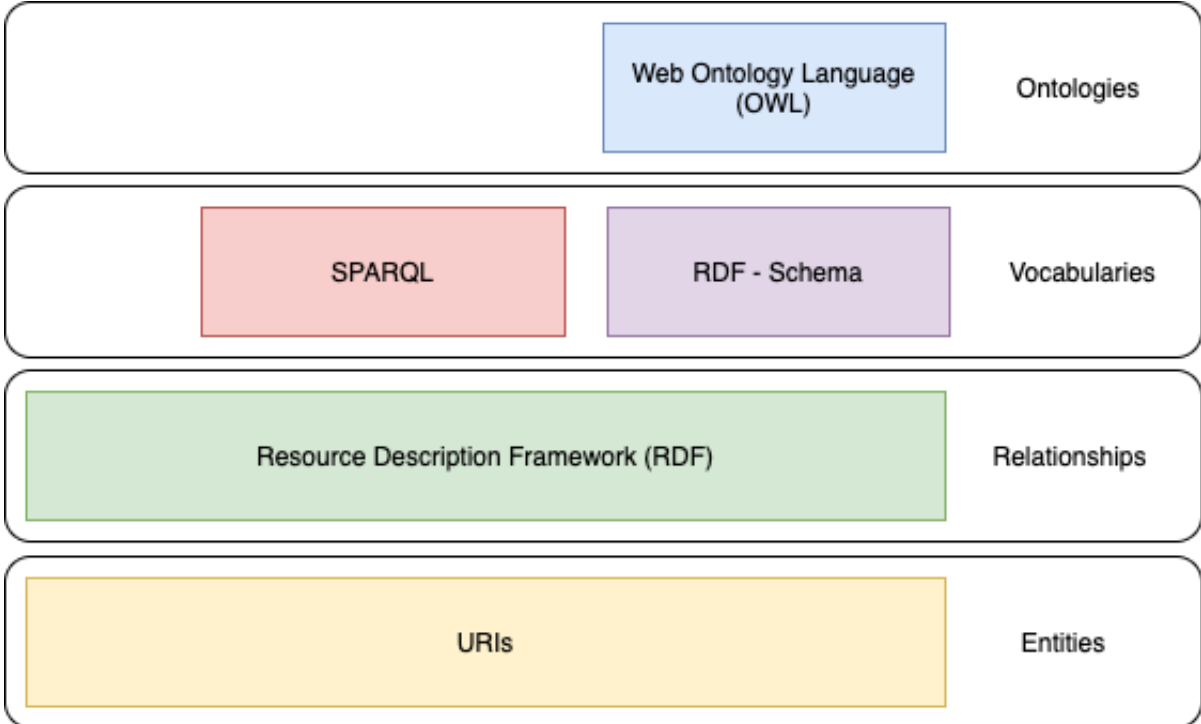 Web Ontology Language
(OWL)
Ontologies
SPARQL
RDF - Schema
Vocabularies
Resource Description Framework (RDF)
Relationships
URIs
Entities